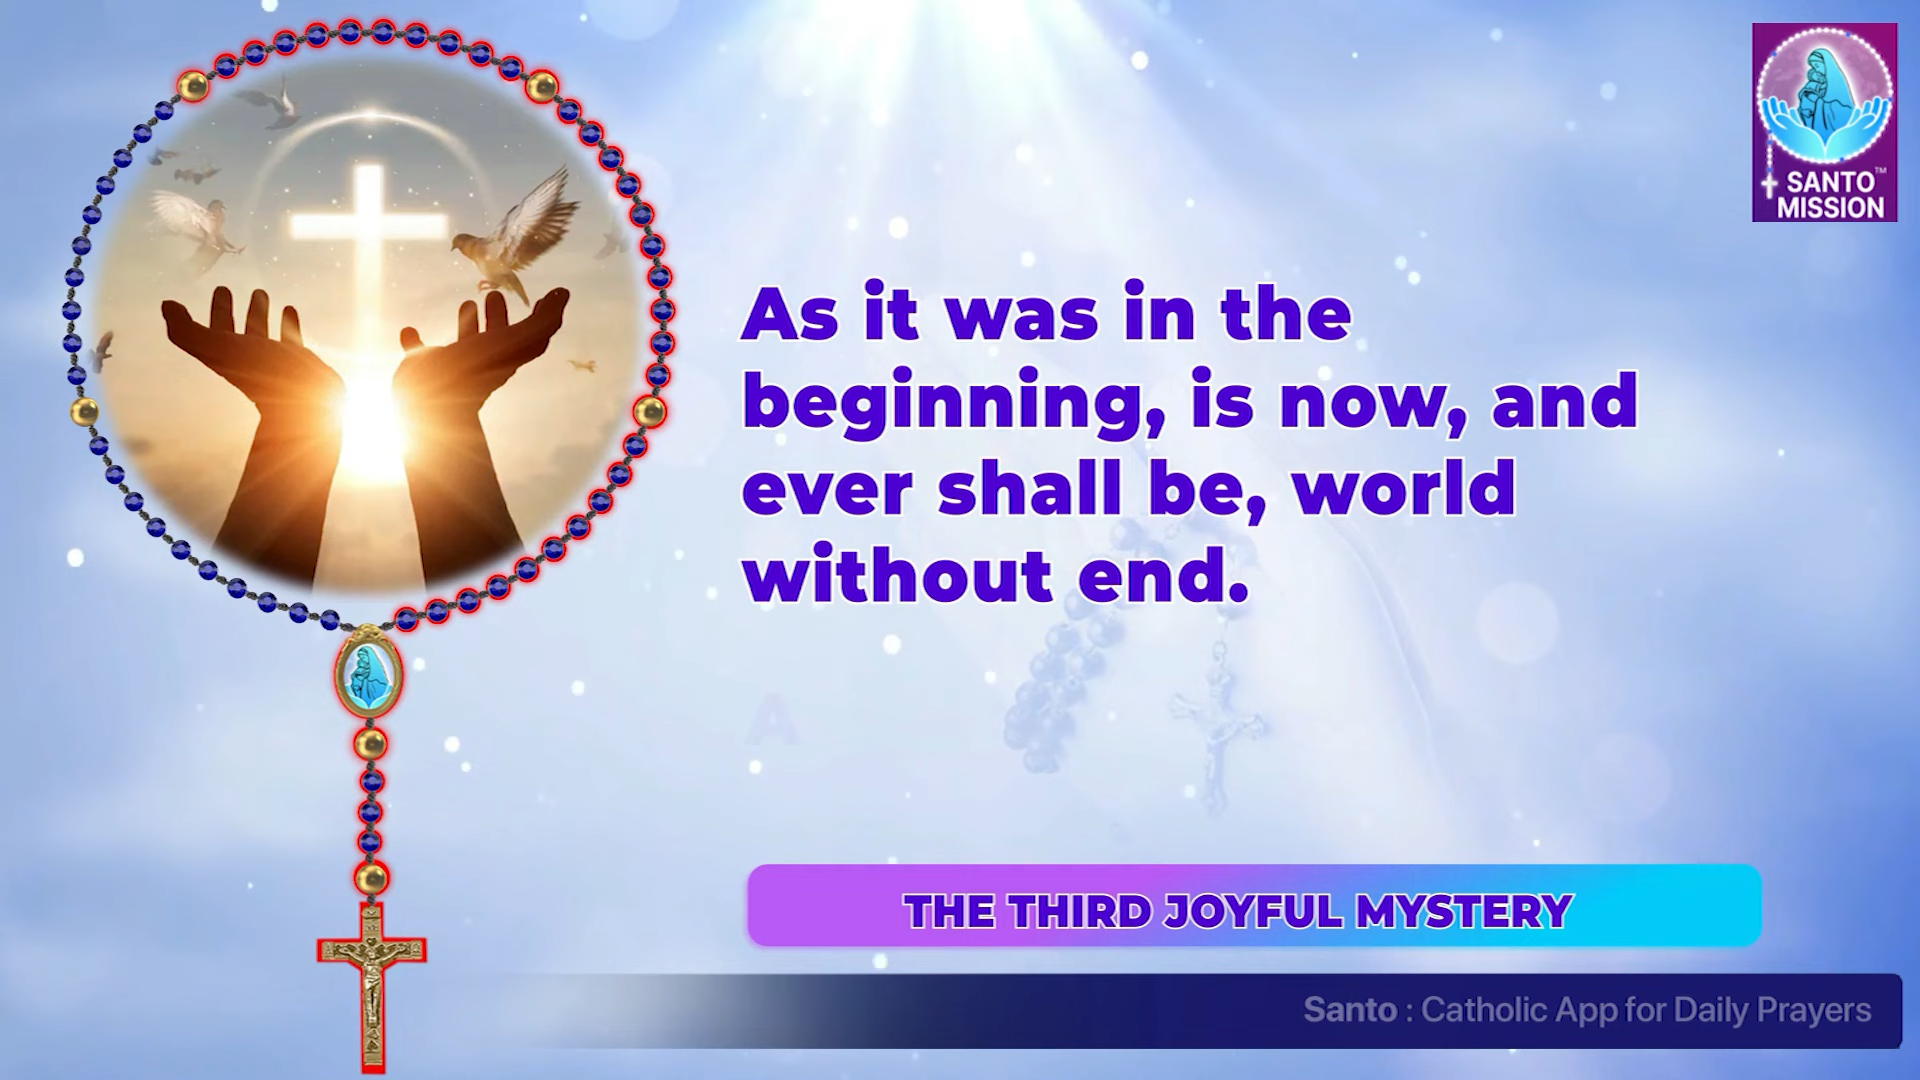 SANTO™
MISSION
As it was in the
beginning, is now, and
ever shall be, world
without end.
A
THE THIRD JOYFUL MYSTERY
Santo : Catholic App for Daily Prayers